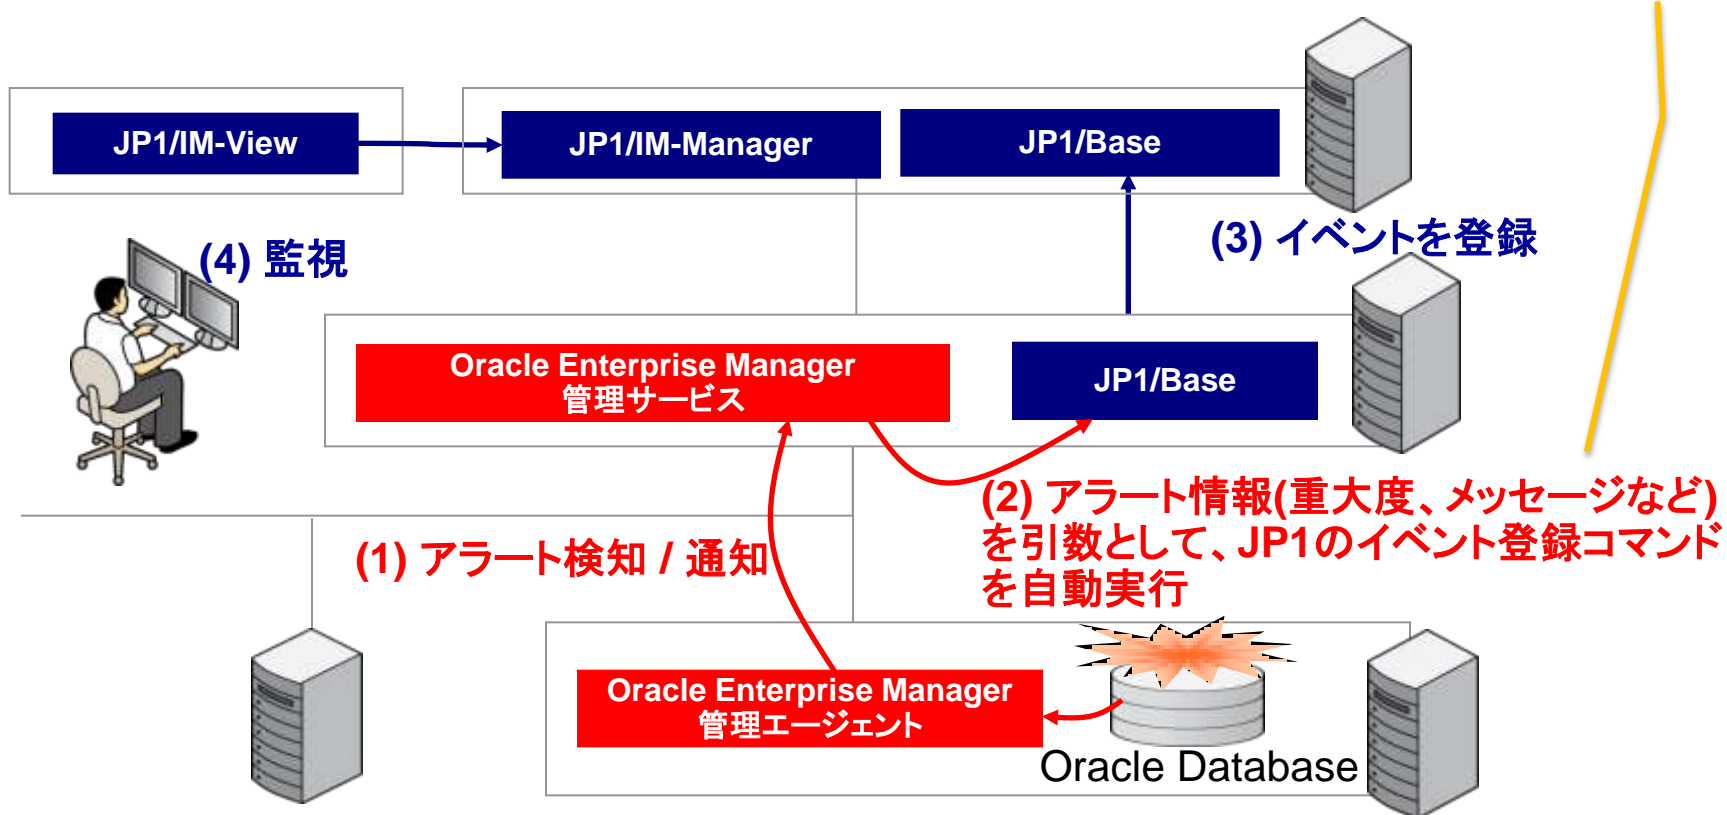 JP1/IM-View
JP1/IM-Manager
JP1/Base
(3) イベントを登録
(4) 監視
Oracle Enterprise Manager
管理サービス
JP1/Base
(2) アラート情報(重大度、メッセージなど)
を引数として、JP1のイベント登録コマンド
を自動実行
(1) アラート検知 / 通知
Oracle Enterprise Manager
管理エージェント
Oracle Database